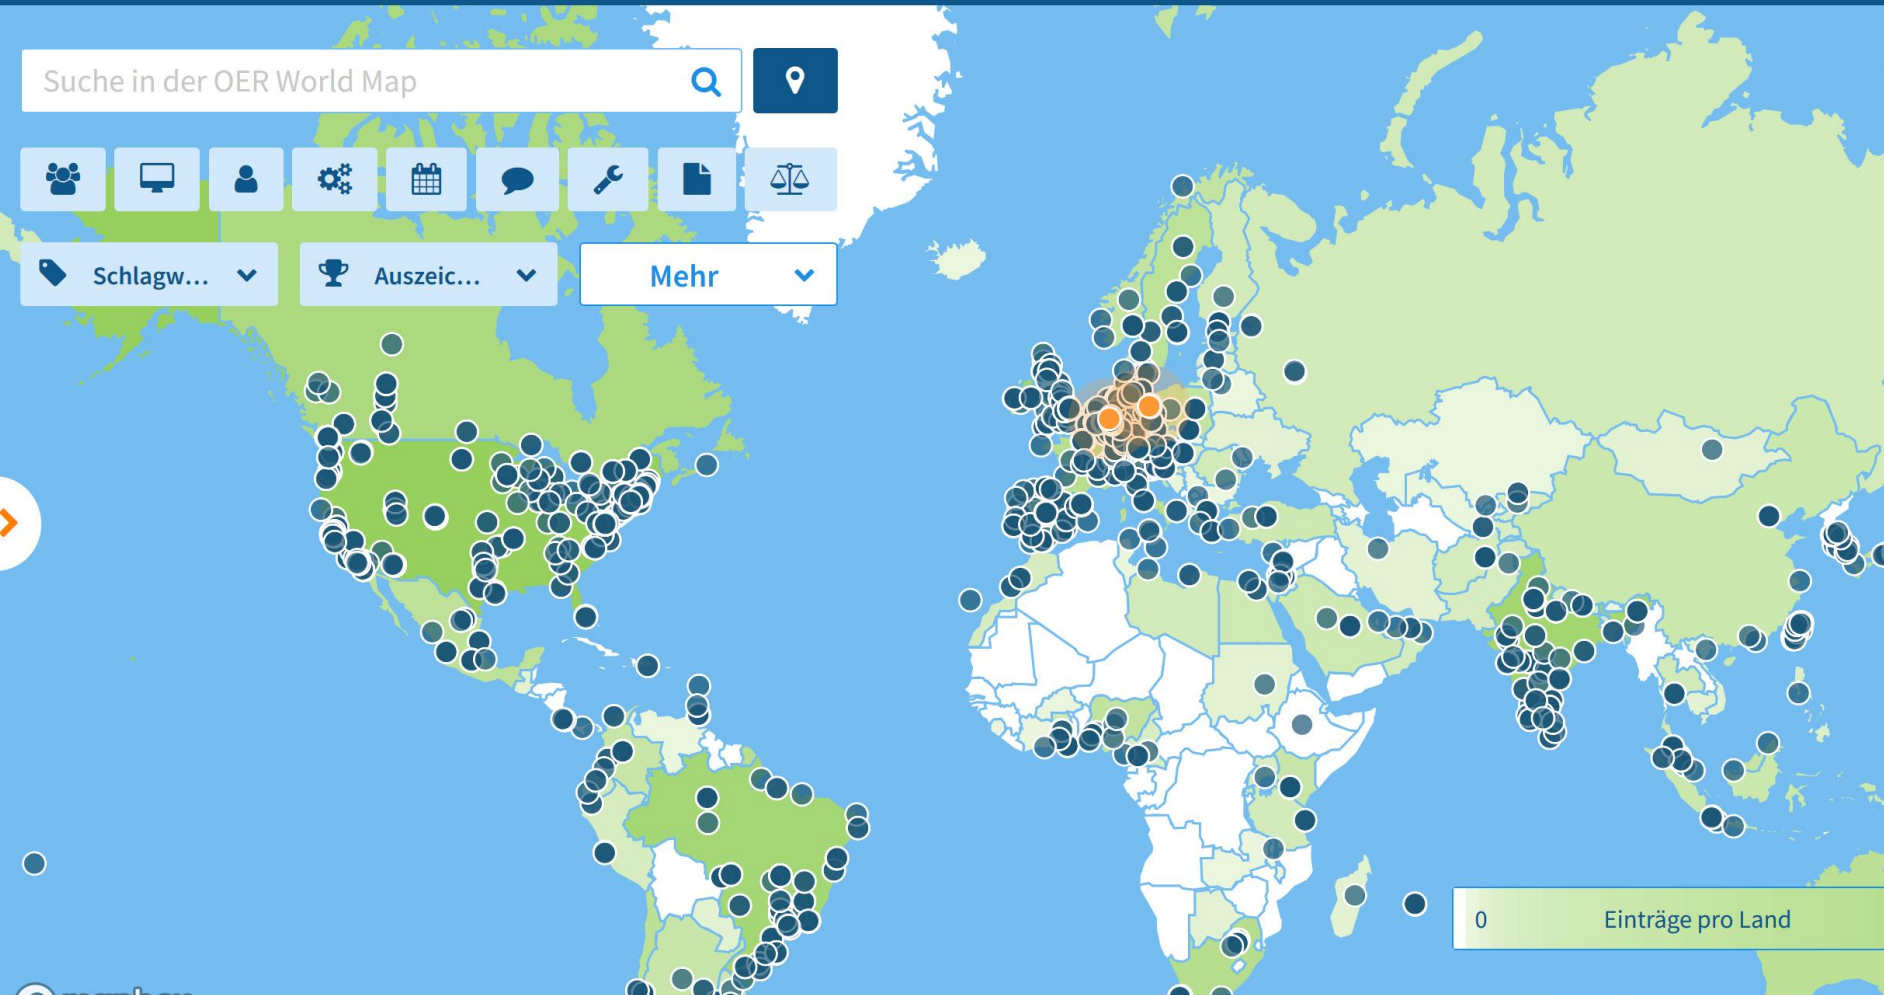 Suche in der OER World Map
Schlagw...
Auszeic...
Mehr
0
Einträge pro Land